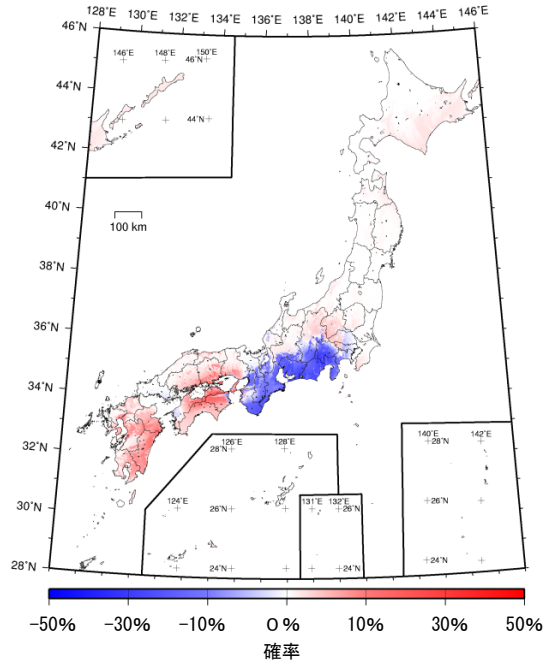 128˚E 130˚E 132˚E 134˚E 136˚E 138˚E 140˚E 142˚E 144˚E 146˚E
46˚N
146˚E 148˚E 150˚E
46˚N
44˚N
44˚N
42˚N
40˚N
100 km
38˚N
36˚N
34˚N
32˚N
126˚E 128˚E
28˚N
140˚E 142˚E
28˚N
30˚N
124˚E
26˚N
131˚E 132˚E
26˚N
26˚N
28˚N
24˚N
24˚N
24˚N
-50% -30% -10% 0 % 10% 30% 50%
確率